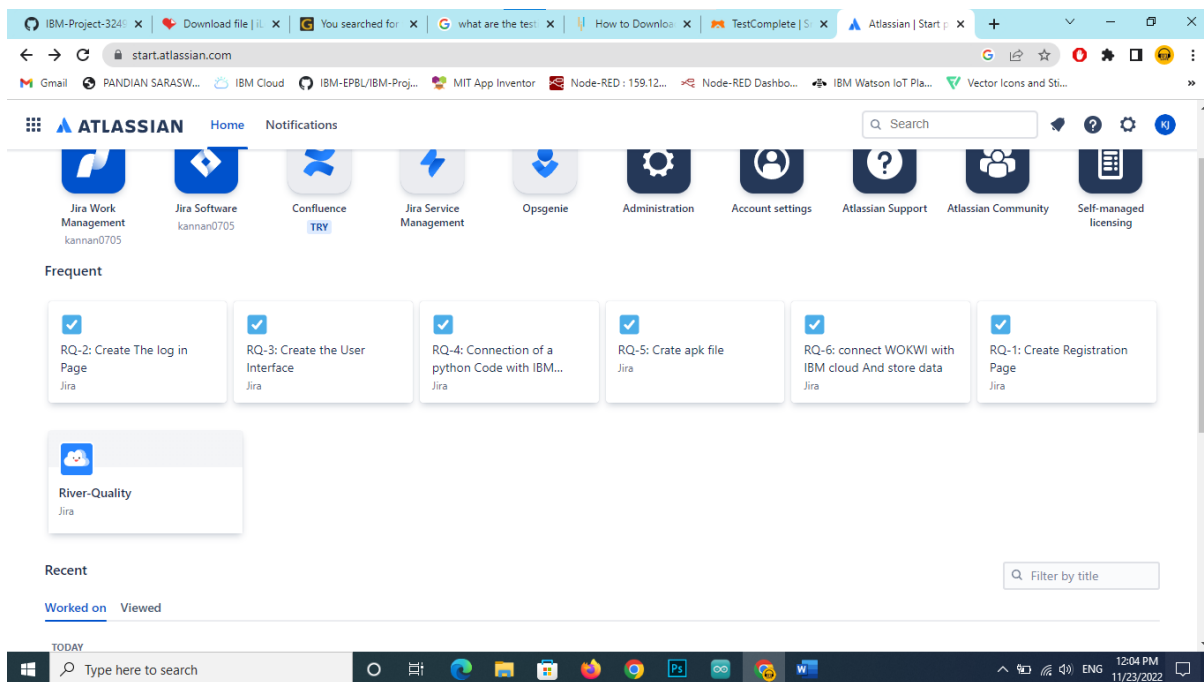 IBM-Project-3249
Download file | iL
You searched for
what are the test
How to Downloa
TestComplete | S
Atlassian | Start p
start.atlassian.com
Gmail
PANDIAN SARASW...
IBM Cloud
IBM-EPBL/IBM-Proj...
MIT App Inventor
Node-RED : 159.12...
Node-RED Dashbo...
IBM Watson IoT Pla...
Vector Icons and Sti...
»
ATLASSIAN
Home
Notifications
Search
KJ
Jira Work
Management
kannan0705
Jira Software
kannan0705
Confluence
TRY
Jira Service
Management
Opsgenie
Administration
Account settings
Atlassian Support
Atlassian Community
Self-managed
licensing
Frequent
RQ-2: Create The log in
Page
Jira
RQ-3: Create the User
Interface
Jira
RQ-4: Connection of a
python Code with IBM...
Jira
RQ-5: Crate apk file
Jira
RQ-6: connect WOKWI with
IBM cloud And store data
Jira
RQ-1: Create Registration
Page
Jira
River-Quality
Jira
Recent
Filter by title
Worked on
Viewed
TODAY
Type here to search
Ps
W
ENG
12:04 PM
11/23/2022